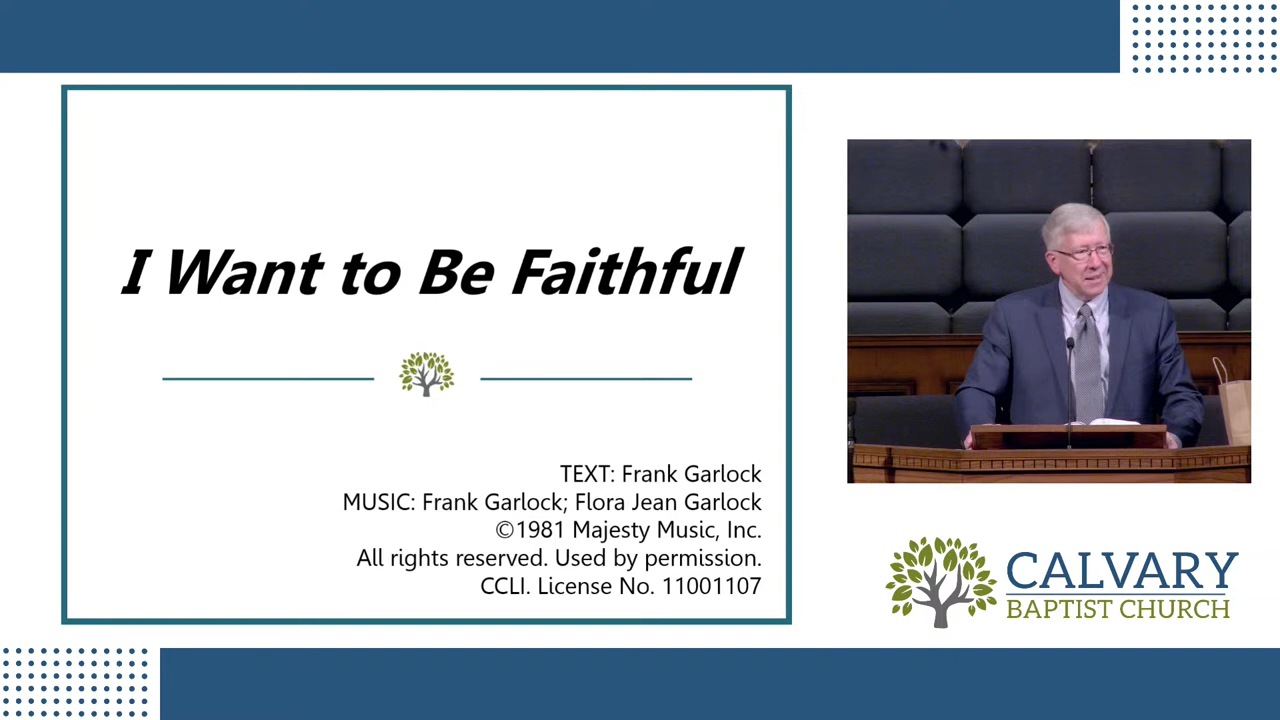 I Want to Be Faithful
TEXT: Frank Garlock
MUSIC: Frank Garlock; Flora Jean Garlock
©1981 Majesty Music, Inc.
All rights reserved. Used by permission.
CCLI. License No. 11001107
CALVARY
BAPTIST CHURCH